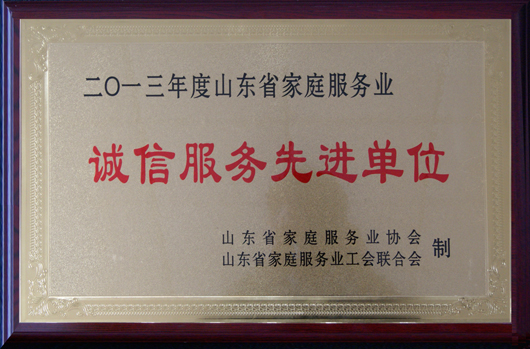 二〇一三年度山东省家庭服务业
诚信服务先进单位
山东省家庭服务业协会
山东省家庭服务业工会联合会 制